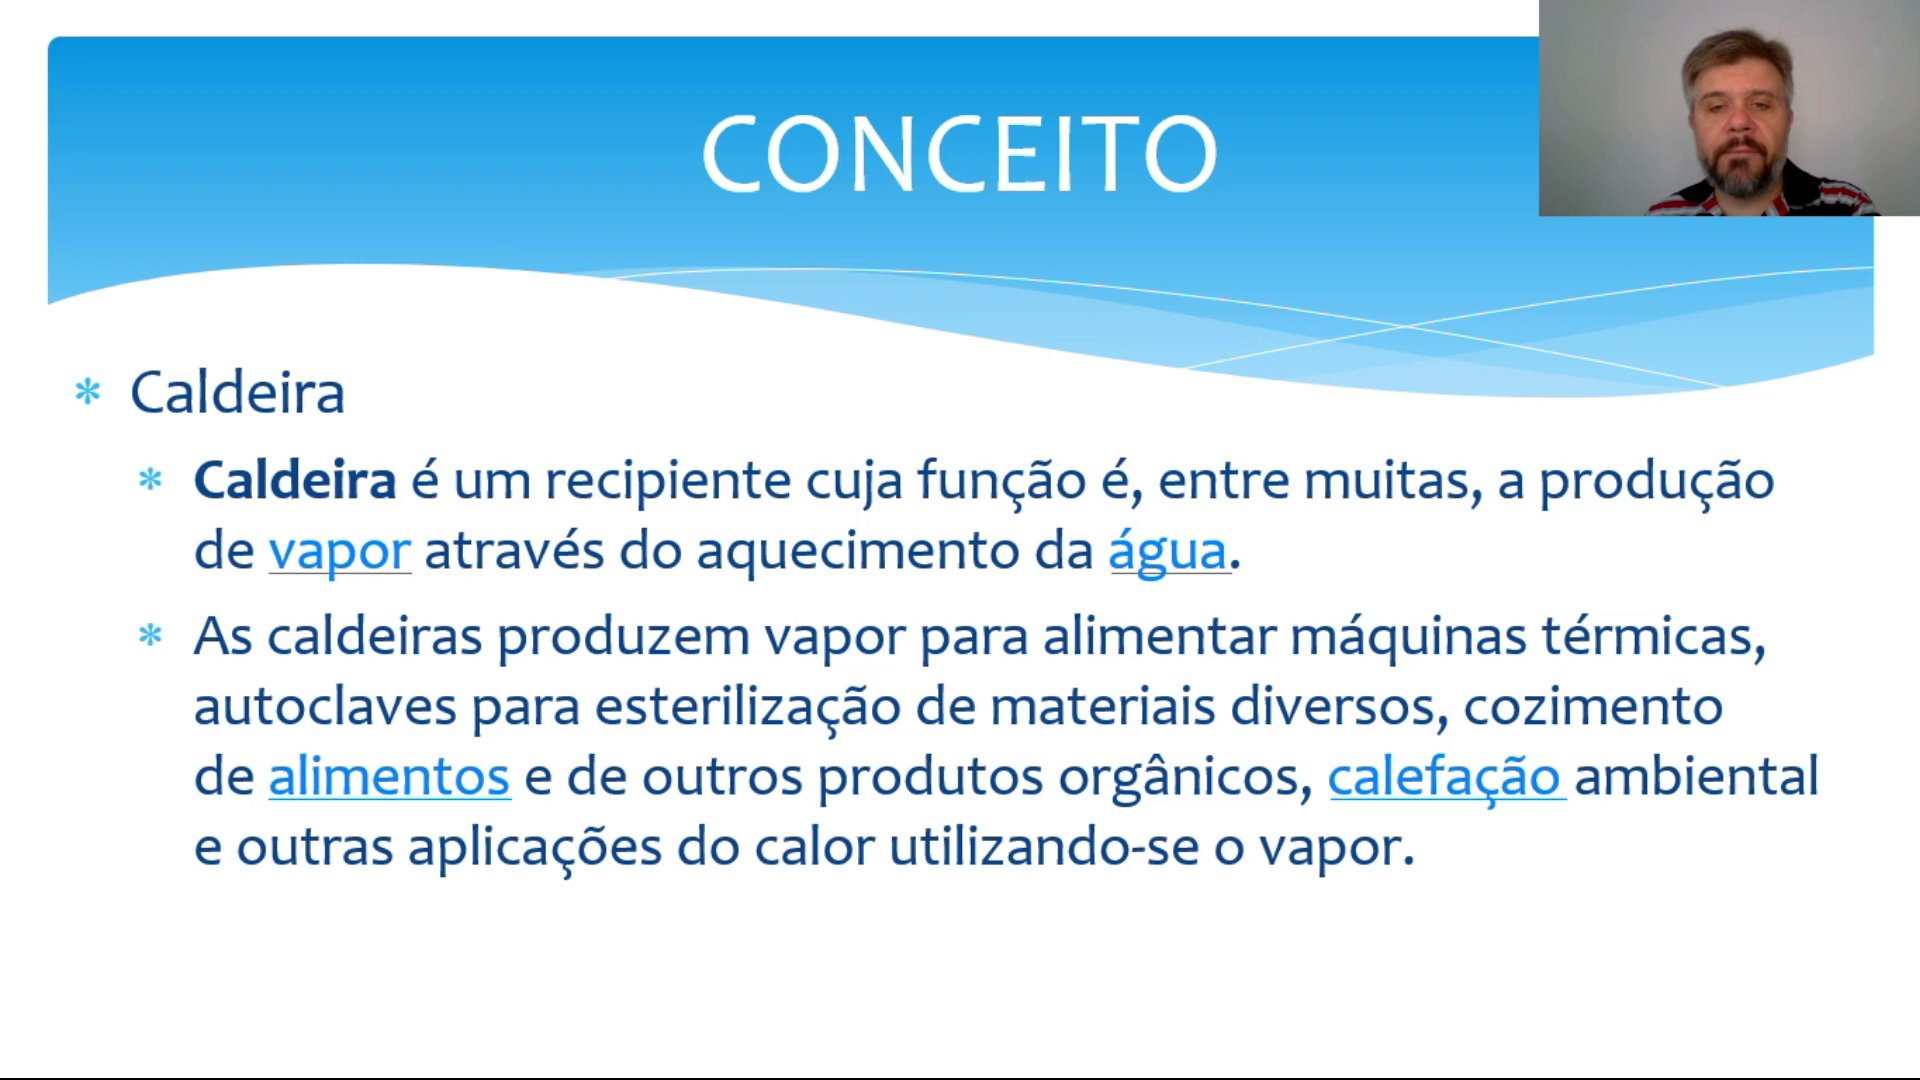 CONCEITO
* Caldeira
* Caldeira é um recipiente cuja função é, entre muitas, a produção
de vapor através do aquecimento da água.
* As caldeiras produzem vapor para alimentar máquinas térmicas,
autoclaves para esterilização de materiais diversos, cozimento
de alimentos e de outros produtos orgânicos, calefação ambiental
e outras aplicações do calor utilizando-se o vapor.